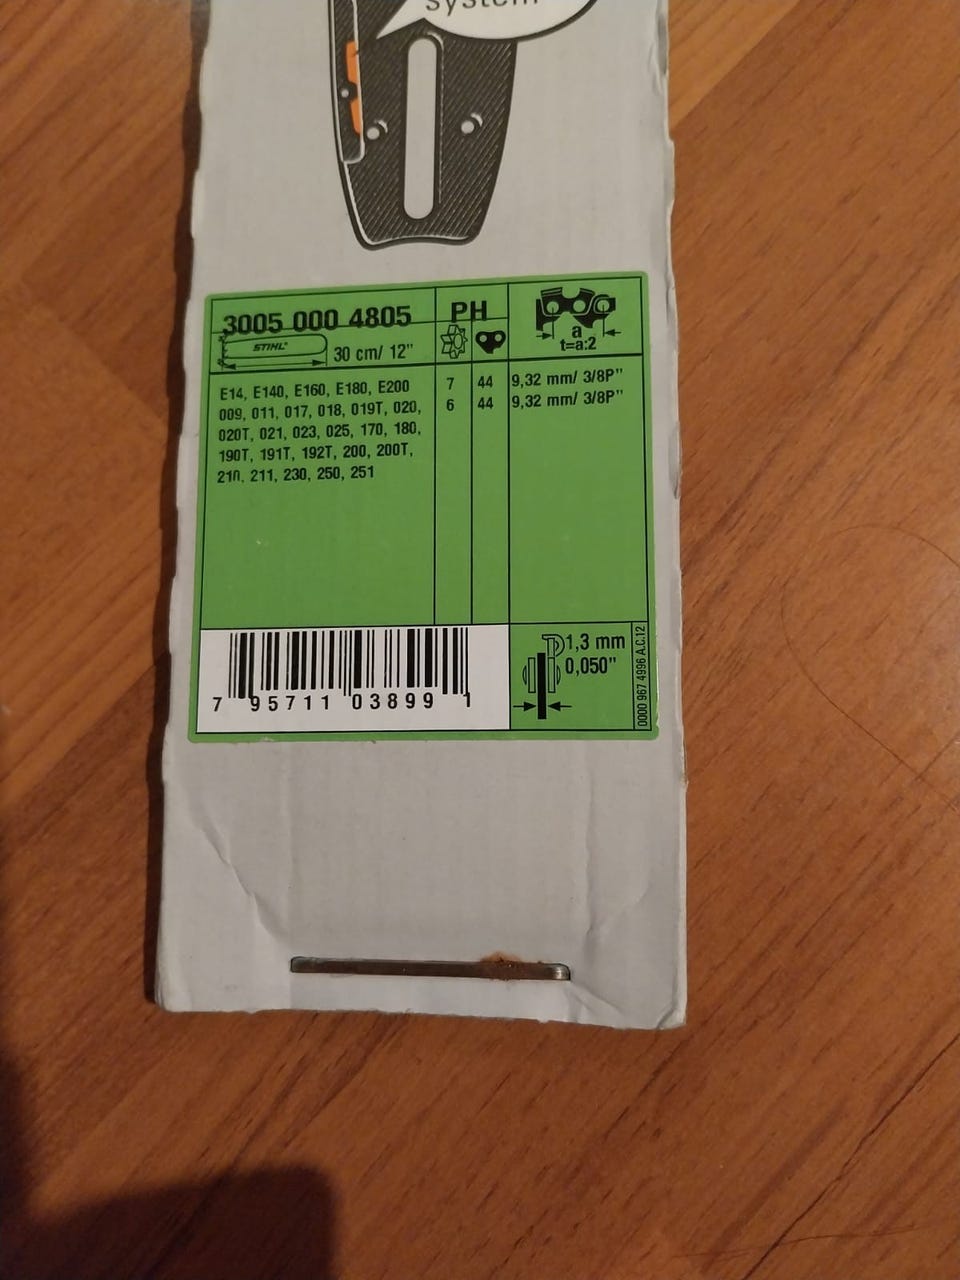 system
3005 000 4805
PH
STIHL®
30 cm/ 12"
a
t=a:2
E14, E140, E160, E180, E200
7 44 9,32 mm/ 3/8P"
009, 011, 017, 018, 019T, 020,
6 44 9,32 mm/ 3/8P"
020T, 021, 023, 025, 170, 180,
190T, 191T, 192T, 200, 200T,
210, 211, 230, 250, 251
1,3 mm
0,050"
0000 967 4996 A.C.12
7 95711 03899 1